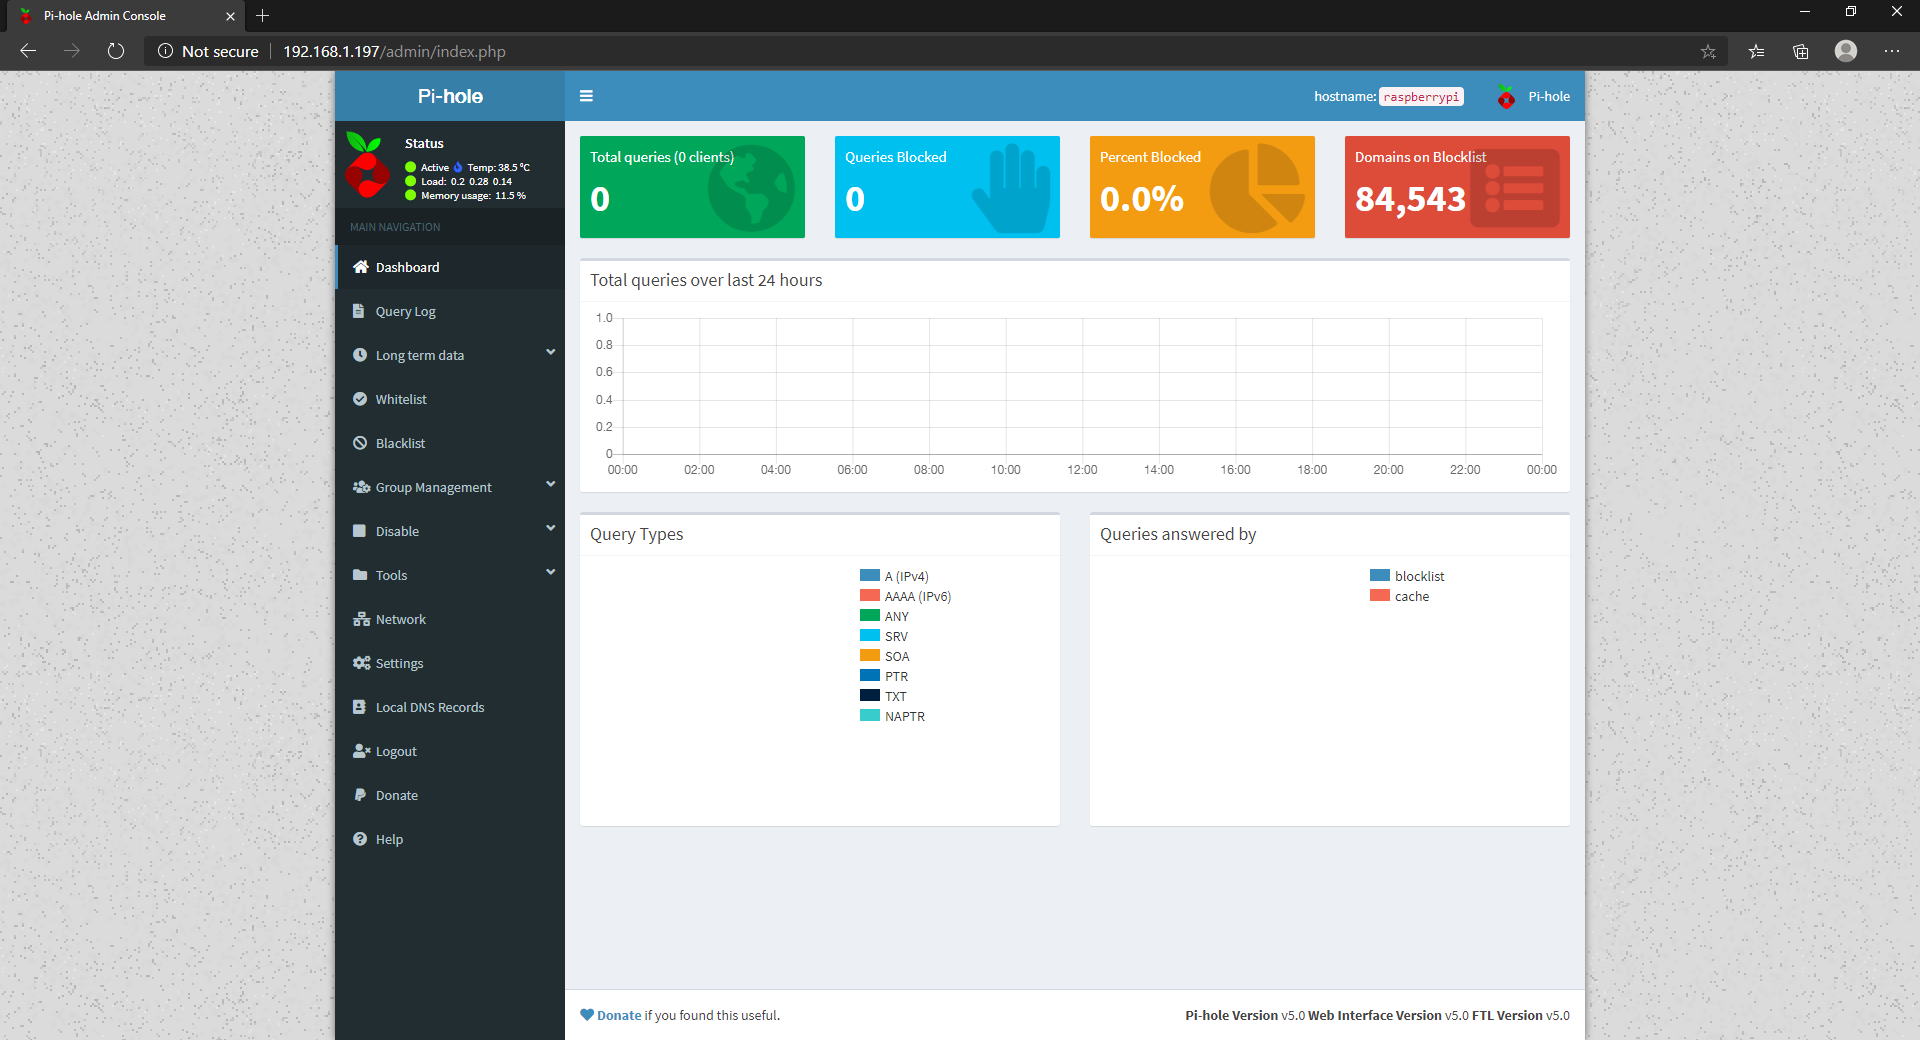 Pi-hole Admin Console
Not secure
192.168.1.197/admin/index.php
Pi-hole
hostname: raspberrypi
Pi-hole
Status
Active Temp: 38.5 °C
Load: 0.2 0.28 0.14
Memory usage: 11.5 %
MAIN NAVIGATION
Dashboard
Query Log
Long term data
Whitelist
Blacklist
Group Management
Disable
Tools
Network
Settings
Local DNS Records
Logout
Donate
Help
Total queries (0 clients)
0
Queries Blocked
0
Percent Blocked
0.0%
Domains on Blocklist
84,543
Total queries over last 24 hours
1.0
0.8
0.6
0.4
0.2
0
00:00 02:00 04:00 06:00 08:00 10:00 12:00 14:00 16:00 18:00 20:00 22:00 00:00
Query Types
A (IPv4)
AAAA (IPv6)
ANY
SRV
SOA
PTR
TXT
NAPTR
Queries answered by
blocklist
cache
Donate if you found this useful.
Pi-hole Version v5.0 Web Interface Version v5.0 FTL Version v5.0